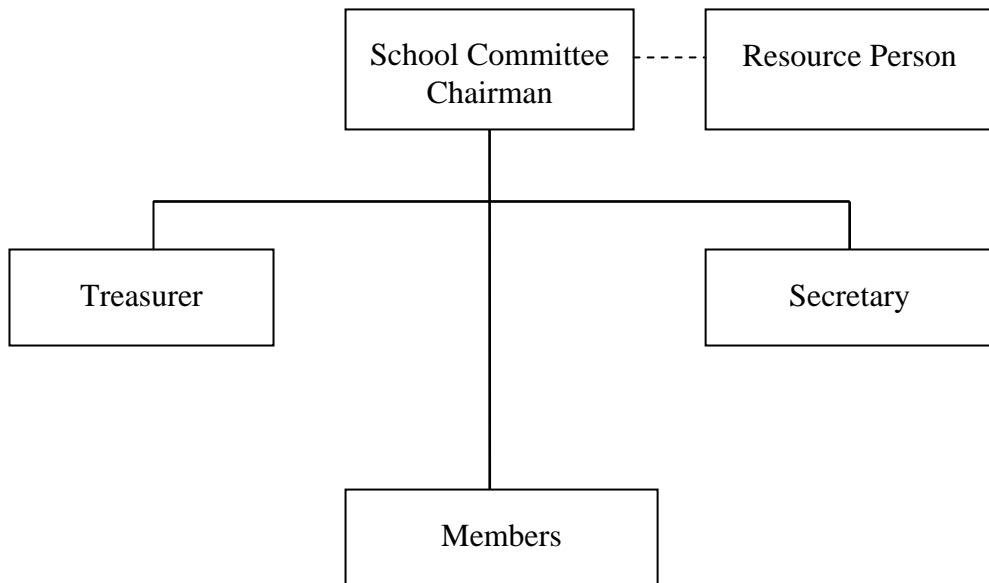 School Committee
Chairman
Resource Person
Treasurer
Secretary
Members